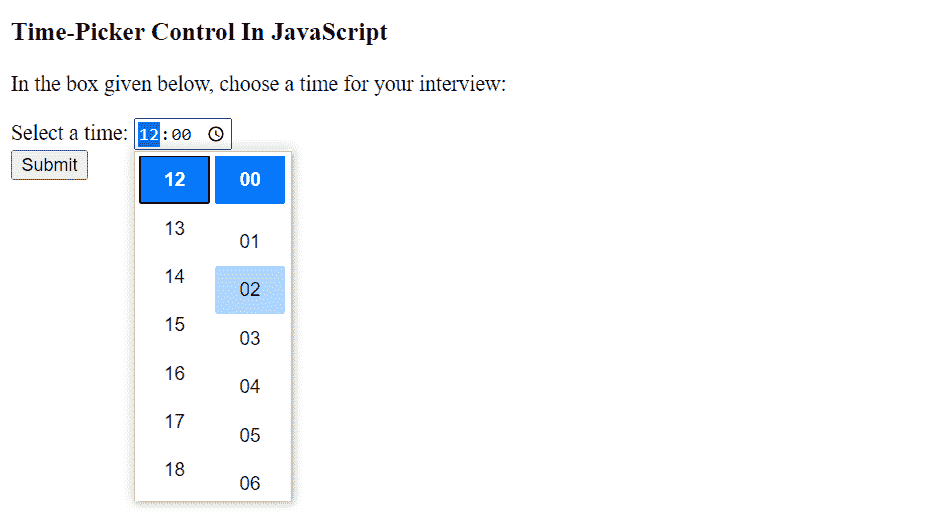 Time-Picker Control In JavaScript
In the box given below, choose a time for your interview:
Select a time: 12:00
Submit
12 00
13 01
14 02
15 03
16 04
17 05
18 06